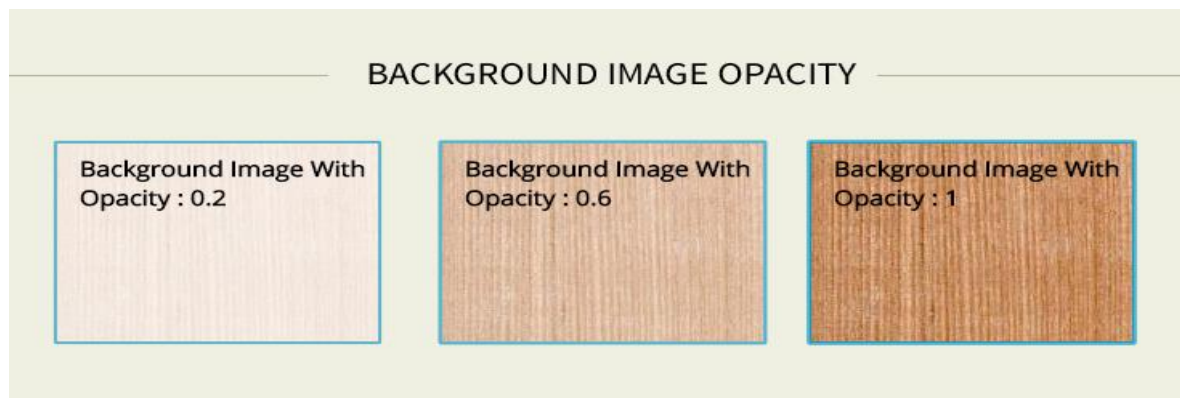 BACKGROUND IMAGE OPACITY
Background Image With
Opacity : 0.2
Background Image With
Opacity : 0.6
Background Image With
Opacity : 1